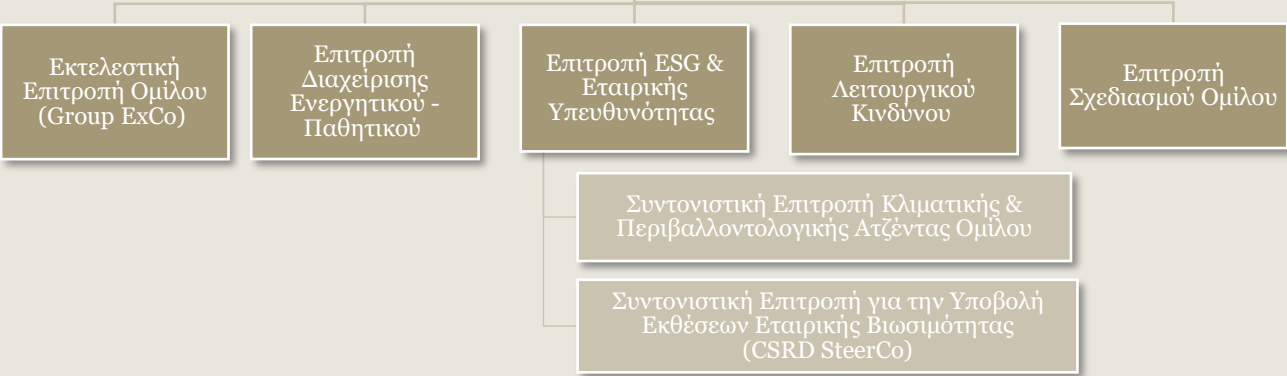 Εκτελεστική
Επιτροπή Ομίλου
(Group ExCo)
Επιτροπή
Διαχείρισης
Ενεργητικού -
Παθητικού
Επιτροπή ESG &
Εταιρικής
Υπευθυνότητας
Επιτροπή
Λειτουργικού
Κινδύνου
Επιτροπή
Σχεδιασμού Ομίλου
Συντονιστική Επιτροπή Κλιματικής &
Περιβαλλοντολογικής Ατζέντας Ομίλου
Συντονιστική Επιτροπή για την Υποβολή
Εκθέσεων Εταιρικής Βιωσιμότητας
(CSRD SteerCo)